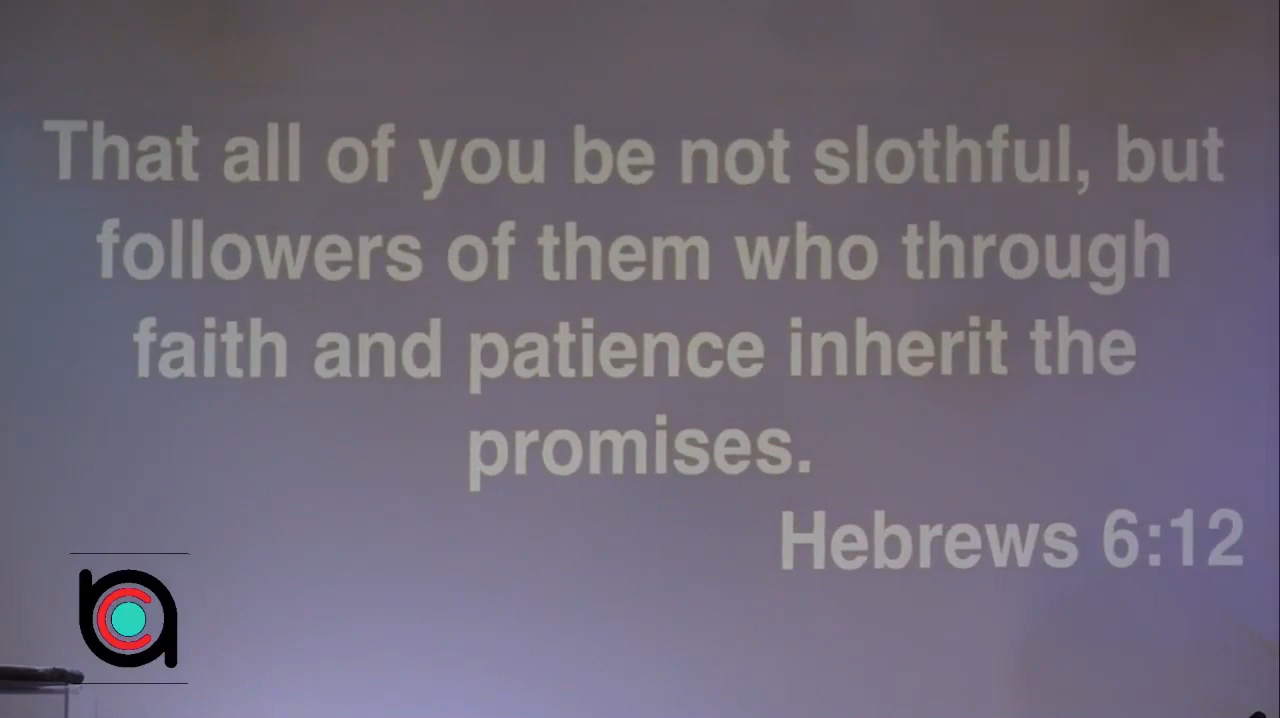 That all of you be not slothful, but
followers of them who through
faith and patience inherit the
promises.
Hebrews 6:12